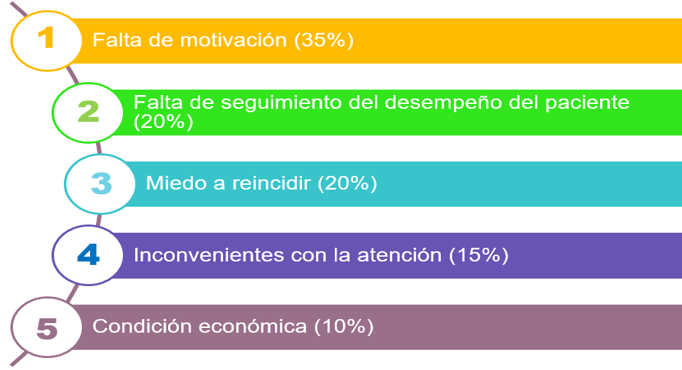 1
Falta de motivación (35%)
2
Falta de seguimiento del desempeño del paciente
(20%)
3
Miedo a reincidir (20%)
4
Inconvenientes con la atención (15%)
5
Condición económica (10%)